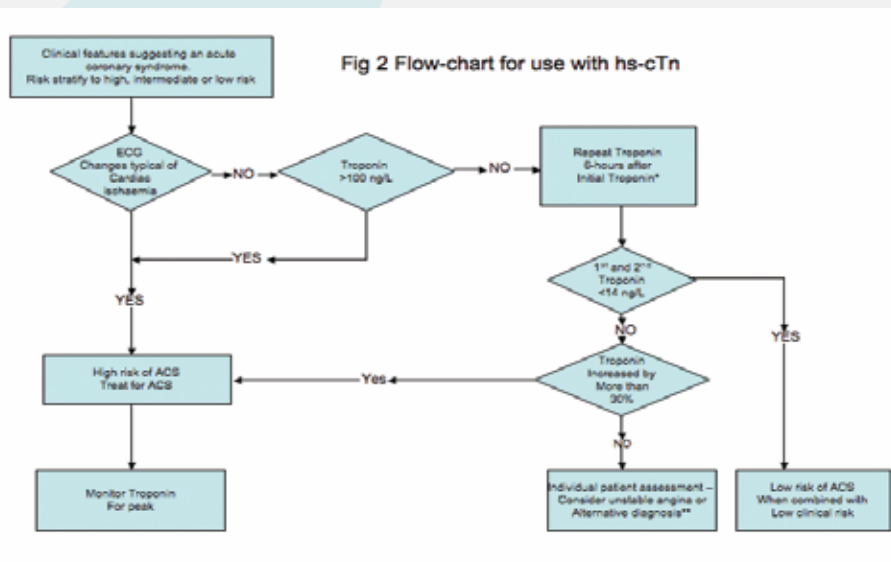 Clinical features suggesting an acute
coronary syndrome.
Risk stratify to high, intermediate or low risk
Fig 2 Flow-chart for use with hs-cTn
ECG
Changes typical of
Cardiac
ischaemia
NO
Troponin
>100 ng/L
NO
Repeat Troponin
6-hours after
Initial Troponin*
YES
YES
1st and 2nd
Troponin
<14 ng/L
YES
NO
High risk of ACS
Treat for ACS
Yes
Troponin
Increased by
More than
NO
Monitor Troponin
For peak
Individual patient assessment –
Consider unstable angina or
Alternative diagnosis**
Low risk of ACS
When combined with
Low clinical risk